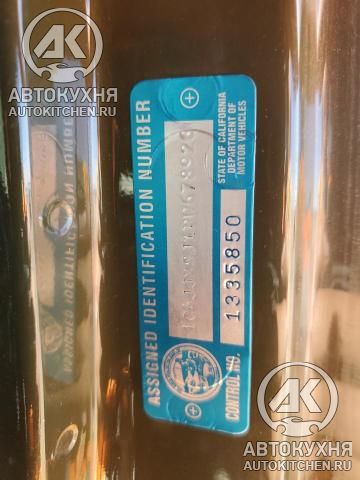 АВТОКУХНЯ
AUTOKITCHEN.RU
ASSIGNED IDENTIFICATION NUMBER
STATE OF CALIFORNIA
DEPARTMENT OF
MOTOR VEHICLES
CONTROL NO.
1335850
АВТОКУХНЯ
AUTOKITCHEN.RU